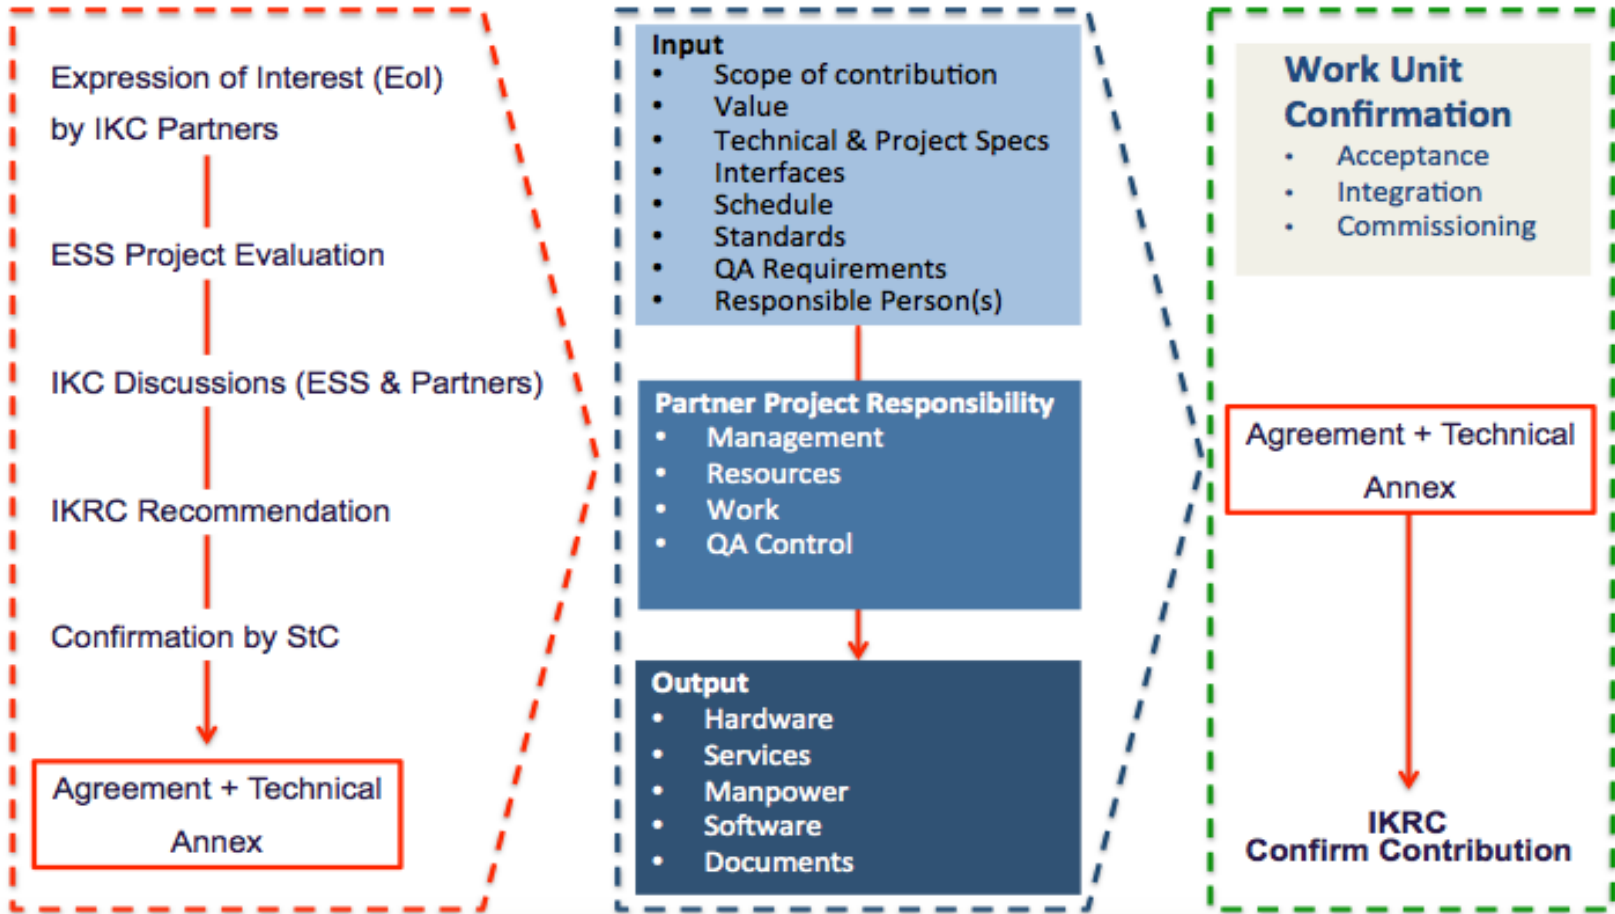 Expression of Interest (EoI)
by IKC Partners
ESS Project Evaluation
IKC Discussions (ESS & Partners)
IKRC Recommendation
Confirmation by StC
Agreement + Technical
Annex
Input
• Scope of contribution
• Value
• Technical & Project Specs
• Interfaces
• Schedule
• Standards
• QA Requirements
• Responsible Person(s)
Partner Project Responsibility
• Management
• Resources
• Work
• QA Control
Output
• Hardware
• Services
• Manpower
• Software
• Documents
Work Unit
Confirmation
• Acceptance
• Integration
• Commissioning
Agreement + Technical
Annex
IKRC
Confirm Contribution